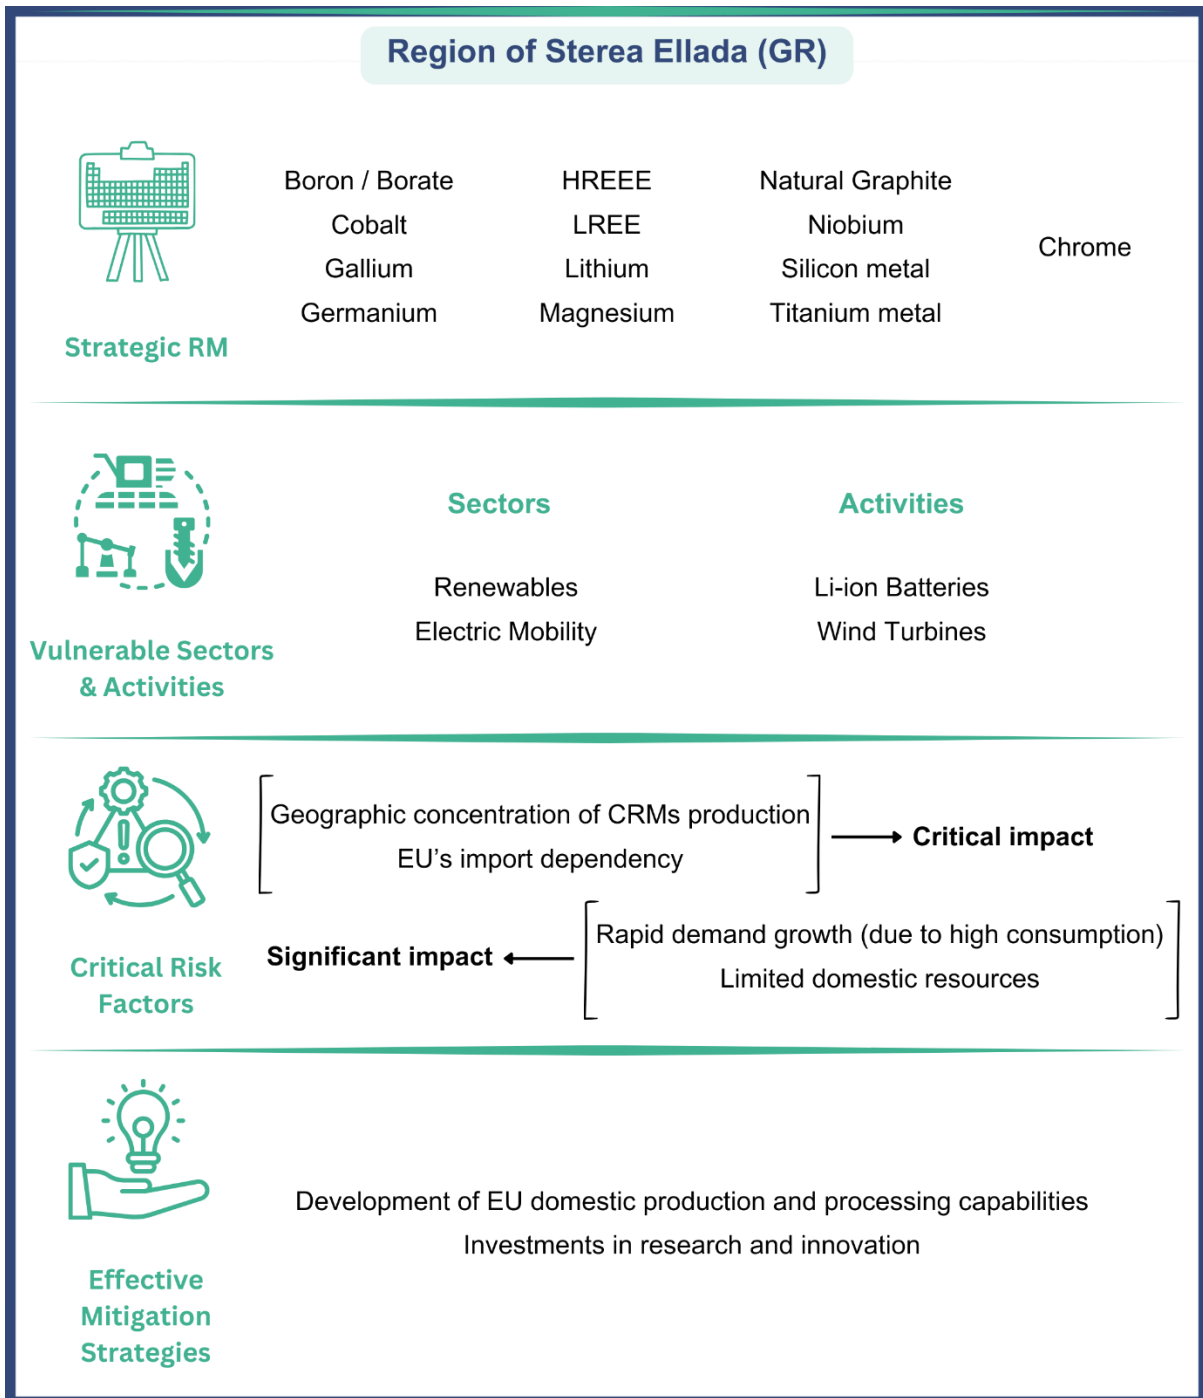 Region of Sterea Ellada (GR)
Strategic RM
Boron / Borate
Cobalt
Gallium
Germanium
HREEE
LREE
Lithium
Magnesium
Natural Graphite
Niobium
Silicon metal
Titanium metal
Chrome
Vulnerable Sectors
& Activities
Sectors
Renewables
Electric Mobility
Activities
Li-ion Batteries
Wind Turbines
Critical Risk
Factors
Geographic concentration of CRMs production
EU’s import dependency
Critical impact
Rapid demand growth (due to high consumption)
Limited domestic resources
Significant impact
Effective
Mitigation
Strategies
Development of EU domestic production and processing capabilities
Investments in research and innovation